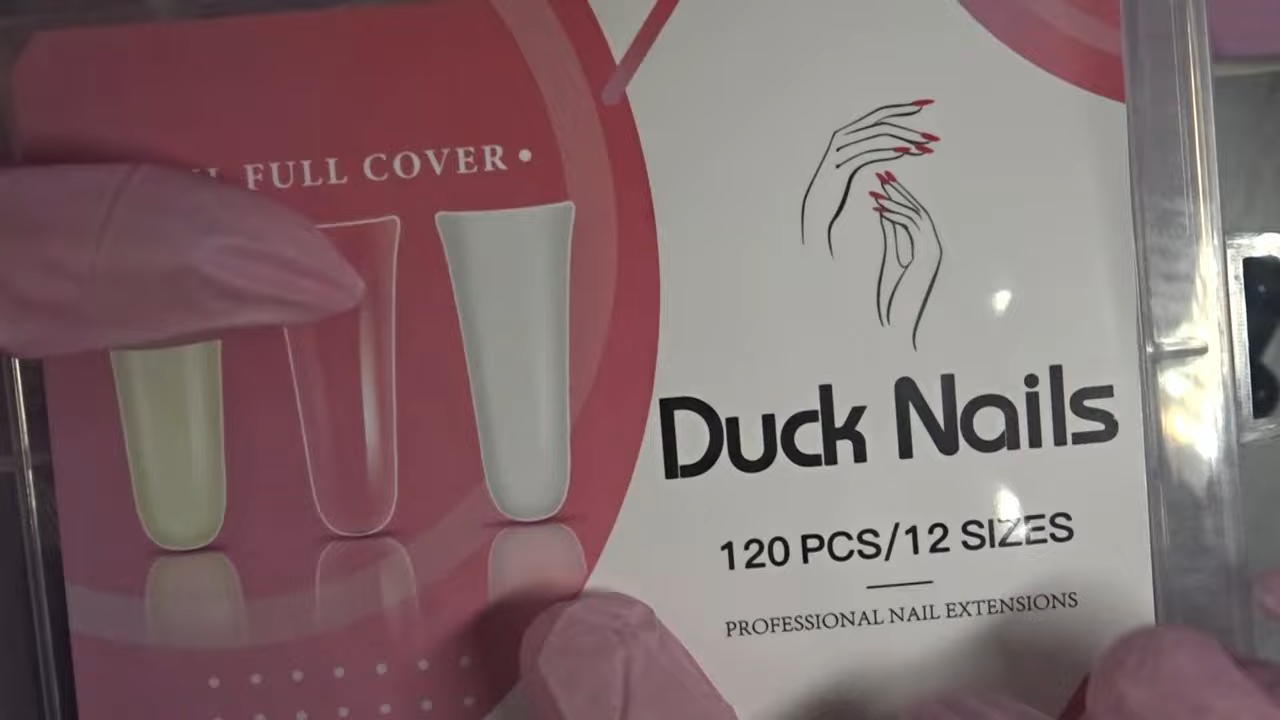 FULL COVER •
Duck Nails
120 PCS/12 SIZES
PROFESSIONAL NAIL EXTENSIONS